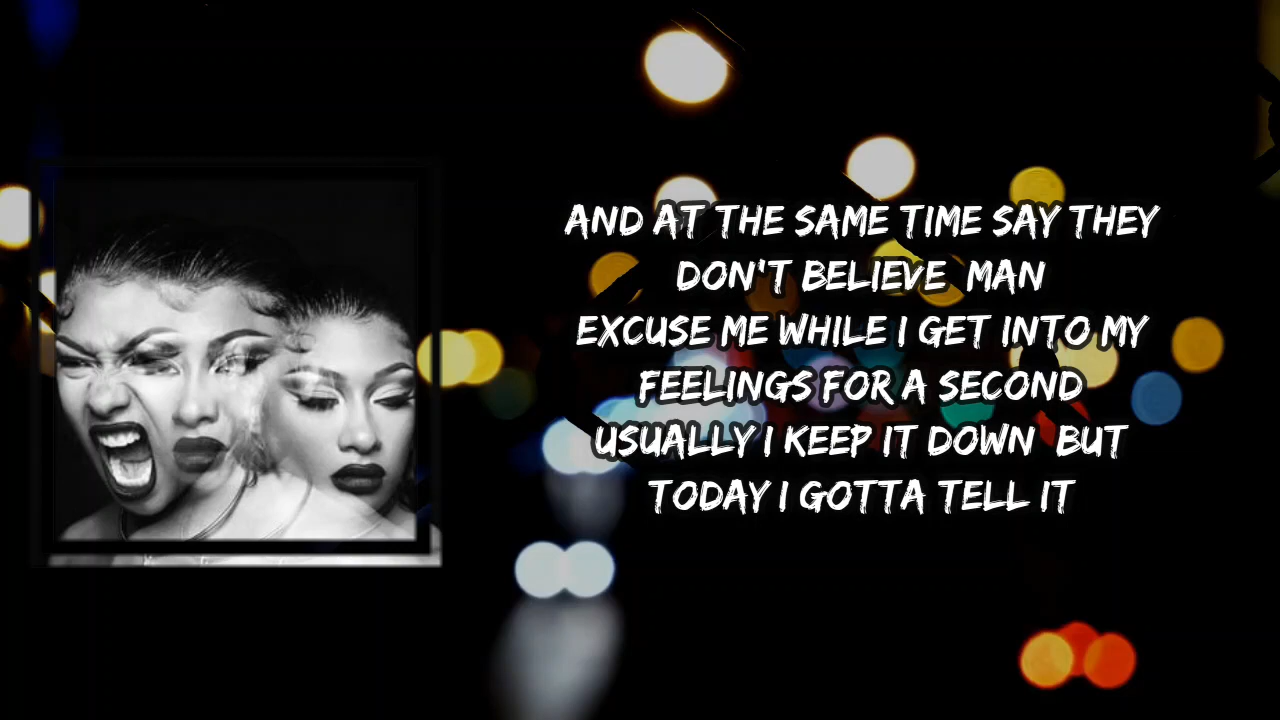 AND AT THE SAME TIME SAY THEY
DON'T BELIEVE MAN
EXCUSE ME WHILE I GET INTO MY
FEELINGS FOR A SECOND
USUALLY I KEEP IT DOWN BUT
TODAY I GOTTA TELL IT